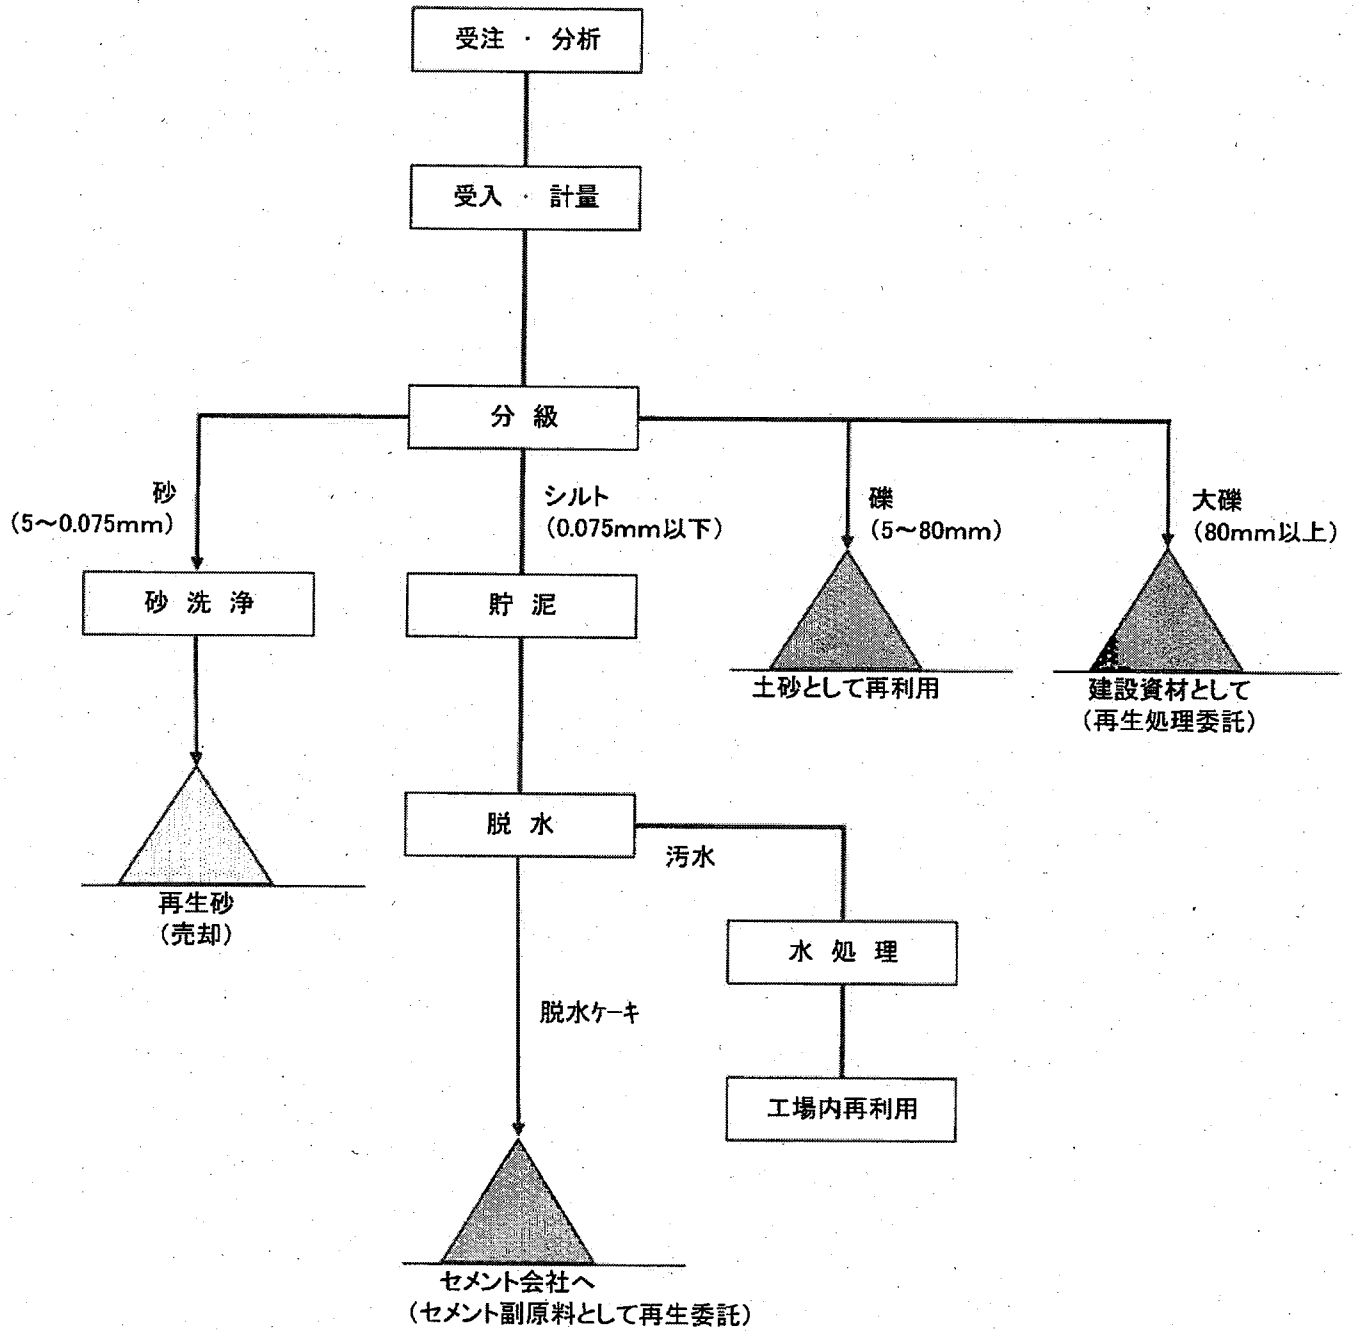 受注 ・ 分析
受入 ・ 計量
分 級
砂
(5～0.075mm)
シルト
(0.075mm以下)
礫
(5～80mm)
大礫
(80mm以上)
砂 洗 浄
貯 泥
土砂として再利用
建設資材として
(再生処理委託)
脱 水
汚水
再生砂
(売却)
水 処 理
脱水ケーキ
工場内再利用
セメント会社へ
(セメント副原料として再生委託)